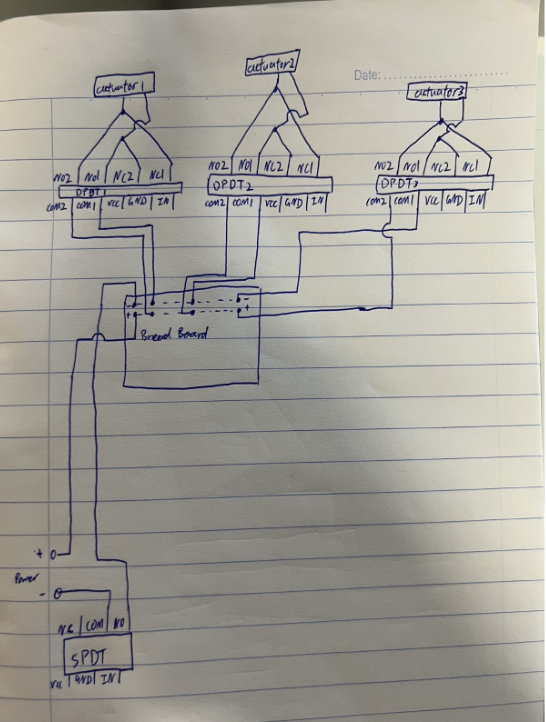 Date:
actuator1
actuator2
actuator3
NO2 NO1 NC2 NC1
DPDT1
com2 com1 vcc GND IN
NO2 NO1 NC2 NC1
DPDT2
com2 com1 vcc GND IN
NO2 NO1 NC2 NC1
DPDT3
com2 com1 Vcc GND IN
- -
+ +
Bread Board
+
Power
-
NC COM NO
SPDT
Vcc GND IN